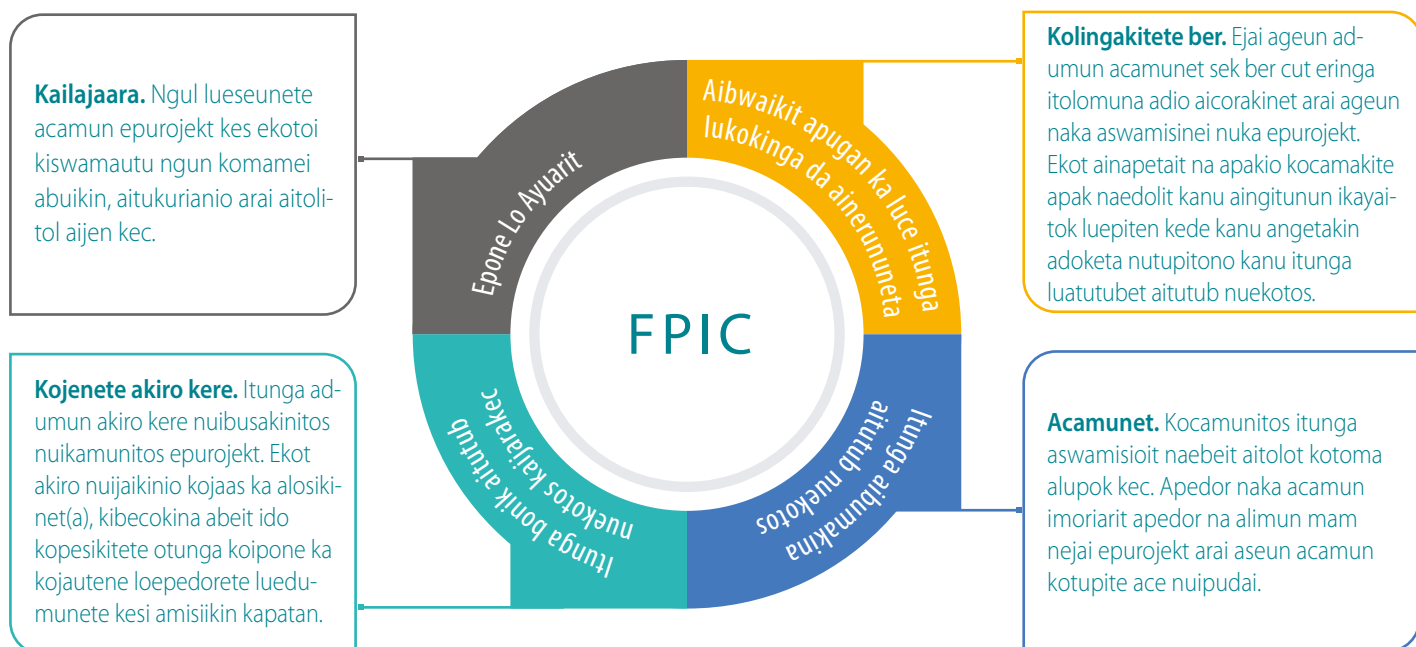 Kailajaara. Ngul lueseunete
acamun epurojekt kes ekotoi
kiswamautu ngun komamei
abuikin, aitukurianio arai aitoli-
tol aijen kec.
Kolingakitete ber. Ejai ageun ad-
umun acamunet sek ber cut eringa
itolomuna adio aicorakinet arai ageun
naka aswamisinei nuka epurojekt.
Ekot ainapetait na apakio kocamakite
apak naedolit kanu aingitunun ikayai-
tok luepiten kede kanu angetakin
adoketa nutupitono kanu itunga
luatutubet aitutub nuekotos.
Epone Lo Ayuarit
Aibwaikit apugan ka luce itunga
lukokinga da ainerununeta
FPIC
Itunga bonik aitutub
nuekotos kaijarakec
Itunga aibumakina
aitutub nuekotos
Kojenete akiro kere. Itunga ad-
umun akiro kere nuibusakinitos
nuikamunitos epurojekt. Ekot
akiro nuijaikinio kojaas ka alosiki-
net(a), kibecokina abeit ido
kopesikitete otunga koipone ka
kojautene loepedorete luedu-
munete kesi amisiikin kapatan.
Acamunet. Kocamunitos itunga
aswamisioit naebeit aitolot kotoma
alupok kec. Apedor naka acamun
imoriarit apedor na alimun mam
nejai epurojekt arai aseun acamun
kotupite ace nuipudai.